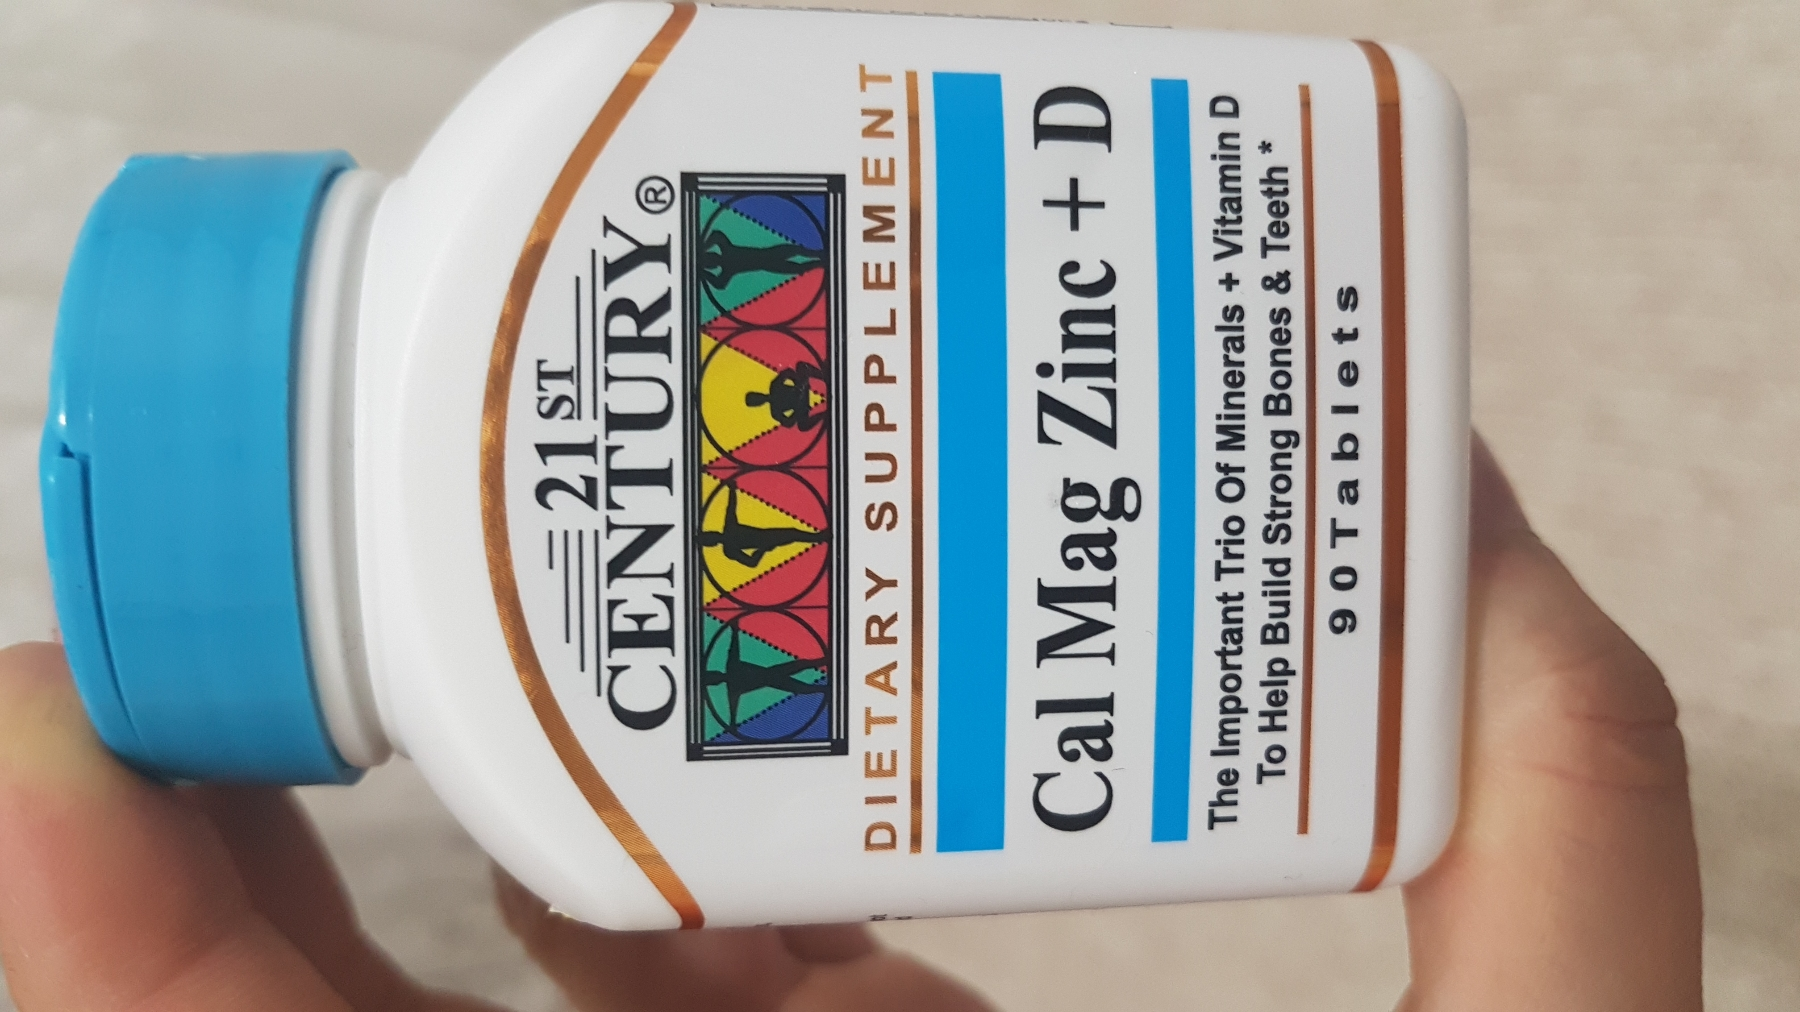 21ST
CENTURY®
DIETARY SUPPLEMENT
Cal Mag Zinc + D
The Important Trio Of Minerals + Vitamin D
To Help Build Strong Bones & Teeth *
90 Tablets